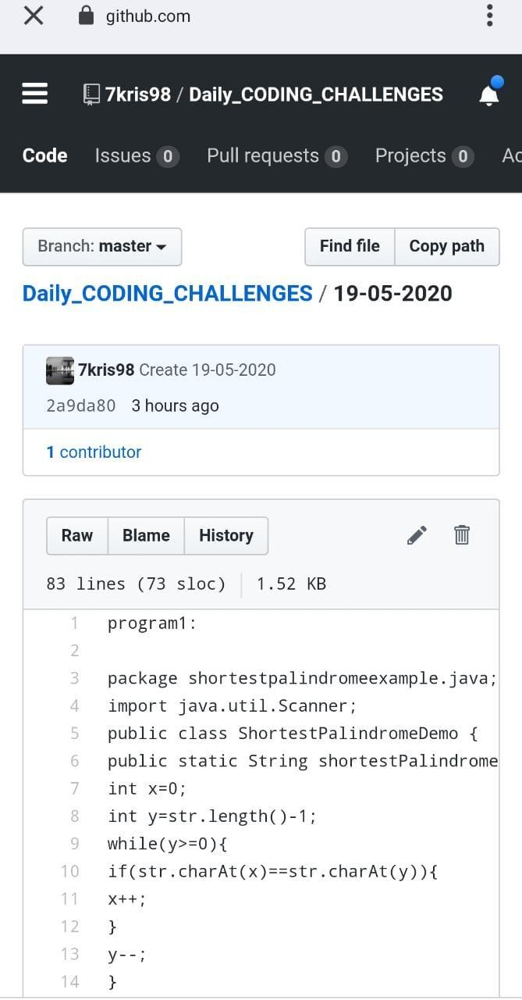 github.com
7kris98 / Daily_CODING_CHALLENGES
Code Issues 0 Pull requests 0 Projects 0 Ac
Branch: master Find file Copy path
Daily_CODING_CHALLENGES / 19-05-2020
7kris98 Create 19-05-2020
2a9da80 3 hours ago
1 contributor
Raw Blame History
83 lines (73 sloc) 1.52 KB
1 program1:
2
3 package shortestpalindromeexample.java;
4 import java.util.Scanner;
5 public class ShortestPalindromeDemo {
6 public static String shortestPalindrome
7 int x=0;
8 int y=str.length()-1;
9 while(y>=0){
10 if(str.charAt(x)==str.charAt(y)){
11 x++;
12 }
13 y--;
14 }